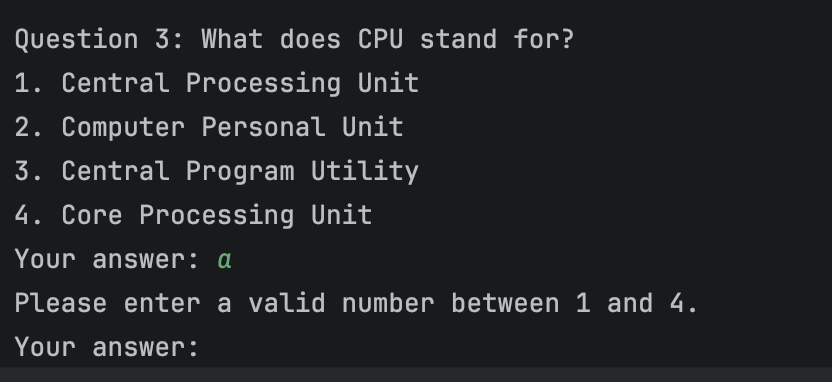 Question 3: What does CPU stand for?
1. Central Processing Unit
2. Computer Personal Unit
3. Central Program Utility
4. Core Processing Unit
Your answer: a
Please enter a valid number between 1 and 4.
Your answer: